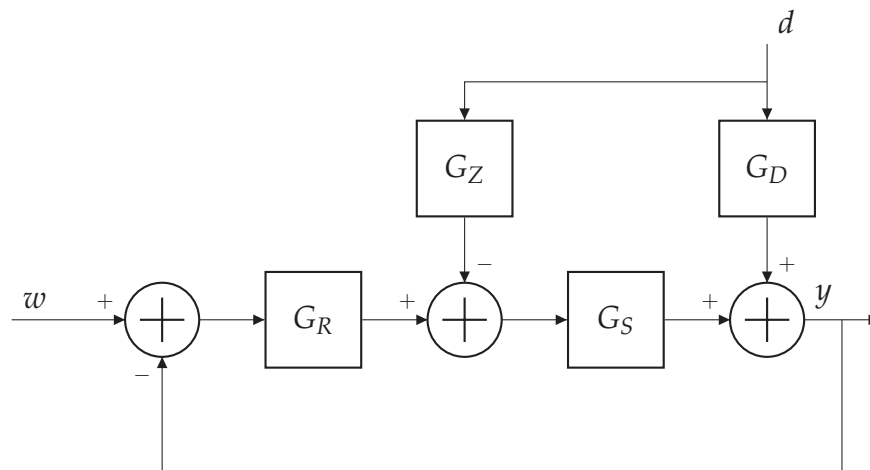 d
G_Z G_D
− +
w + G_R + G_S + y
−